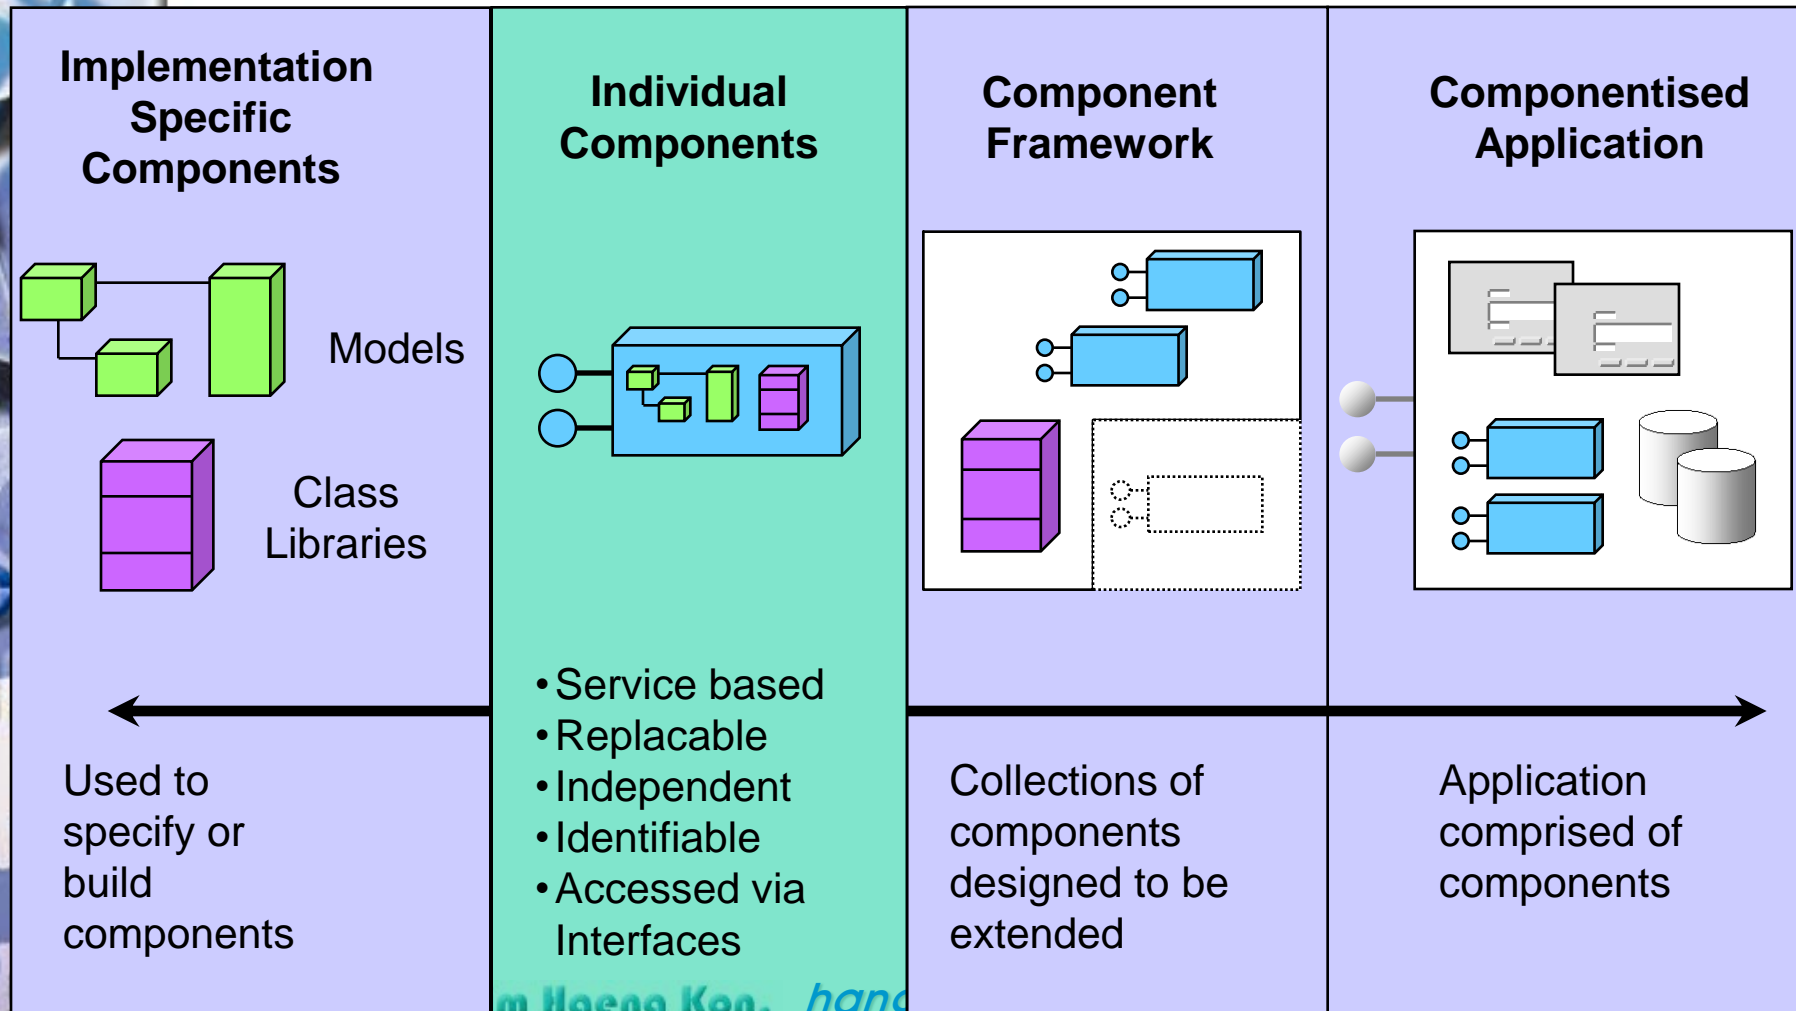 Implementation
Specific
Components
Models
Class
Libraries
Used to
specify or
build
components
Individual
Components
•Service based
•Replacable
•Independent
•Identifiable
•Accessed via
Interfaces
Component
Framework
Collections of
components
designed to be
extended
Componentised
Application
Application
comprised of
components